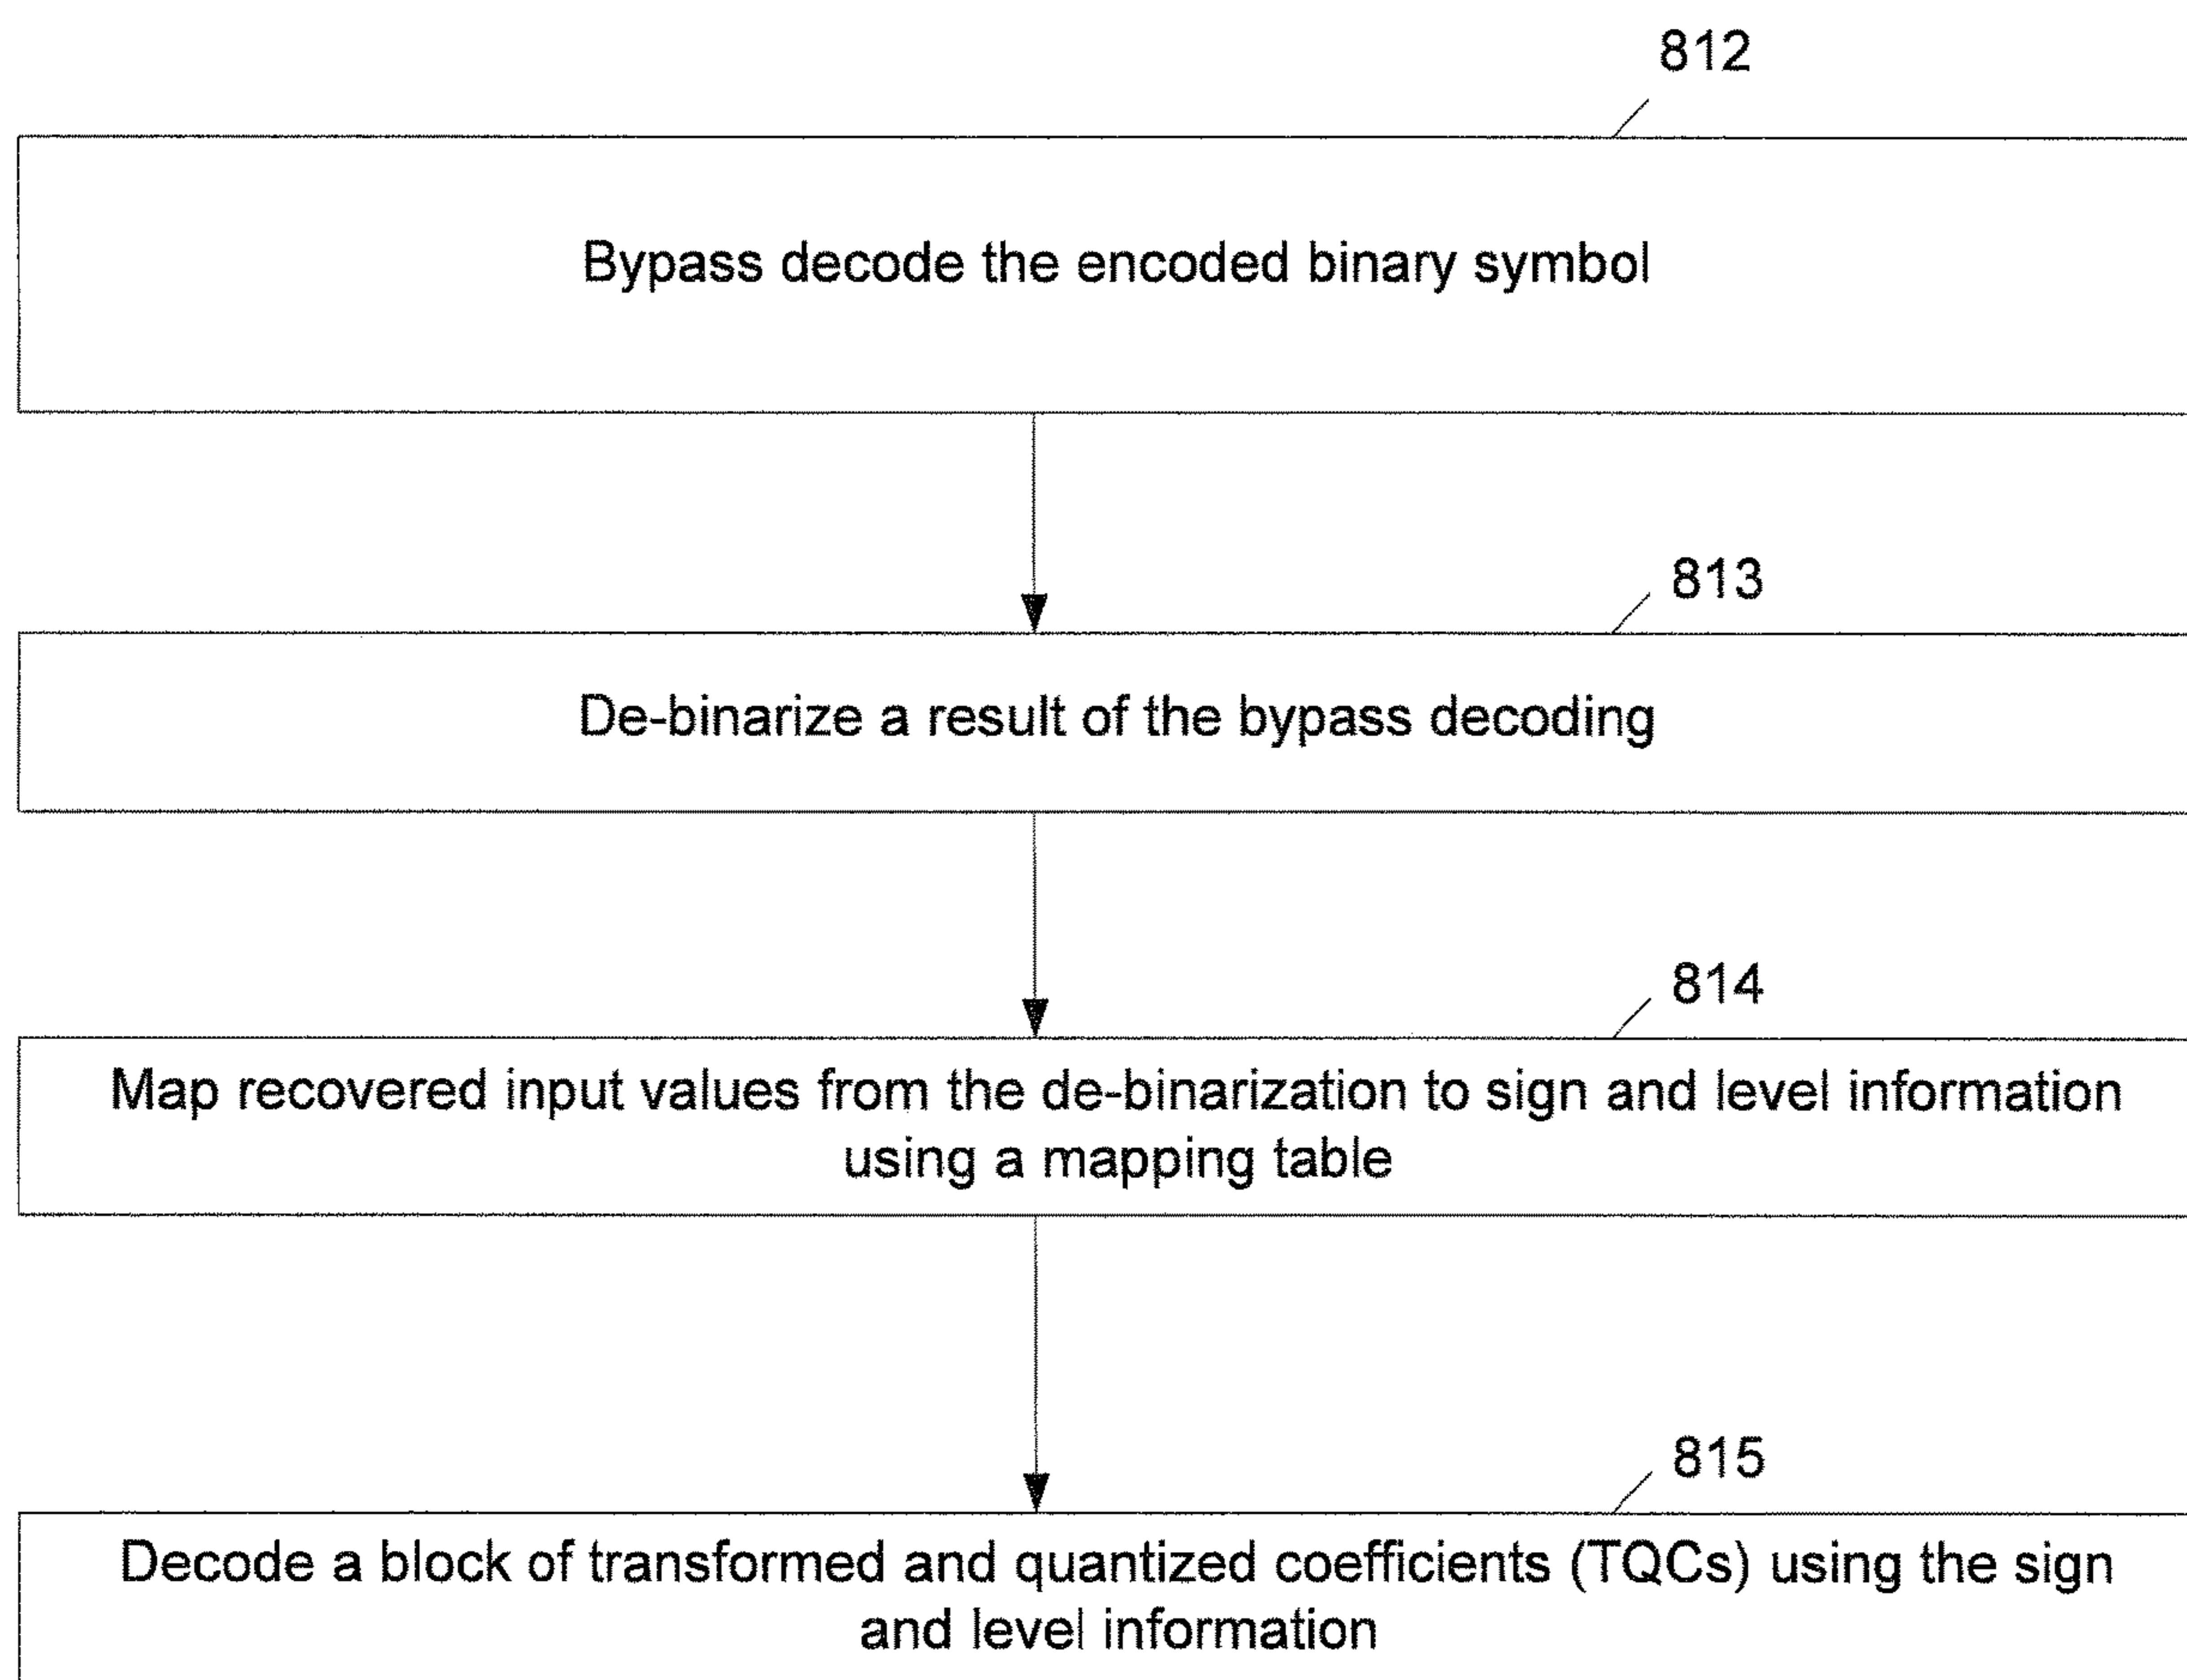 812
Bypass decode the encoded binary symbol
813
De-binarize a result of the bypass decoding
814
Map recovered input values from the de-binarization to sign and level information
using a mapping table
815
Decode a block of transformed and quantized coefficients (TQCs) using the sign
and level information